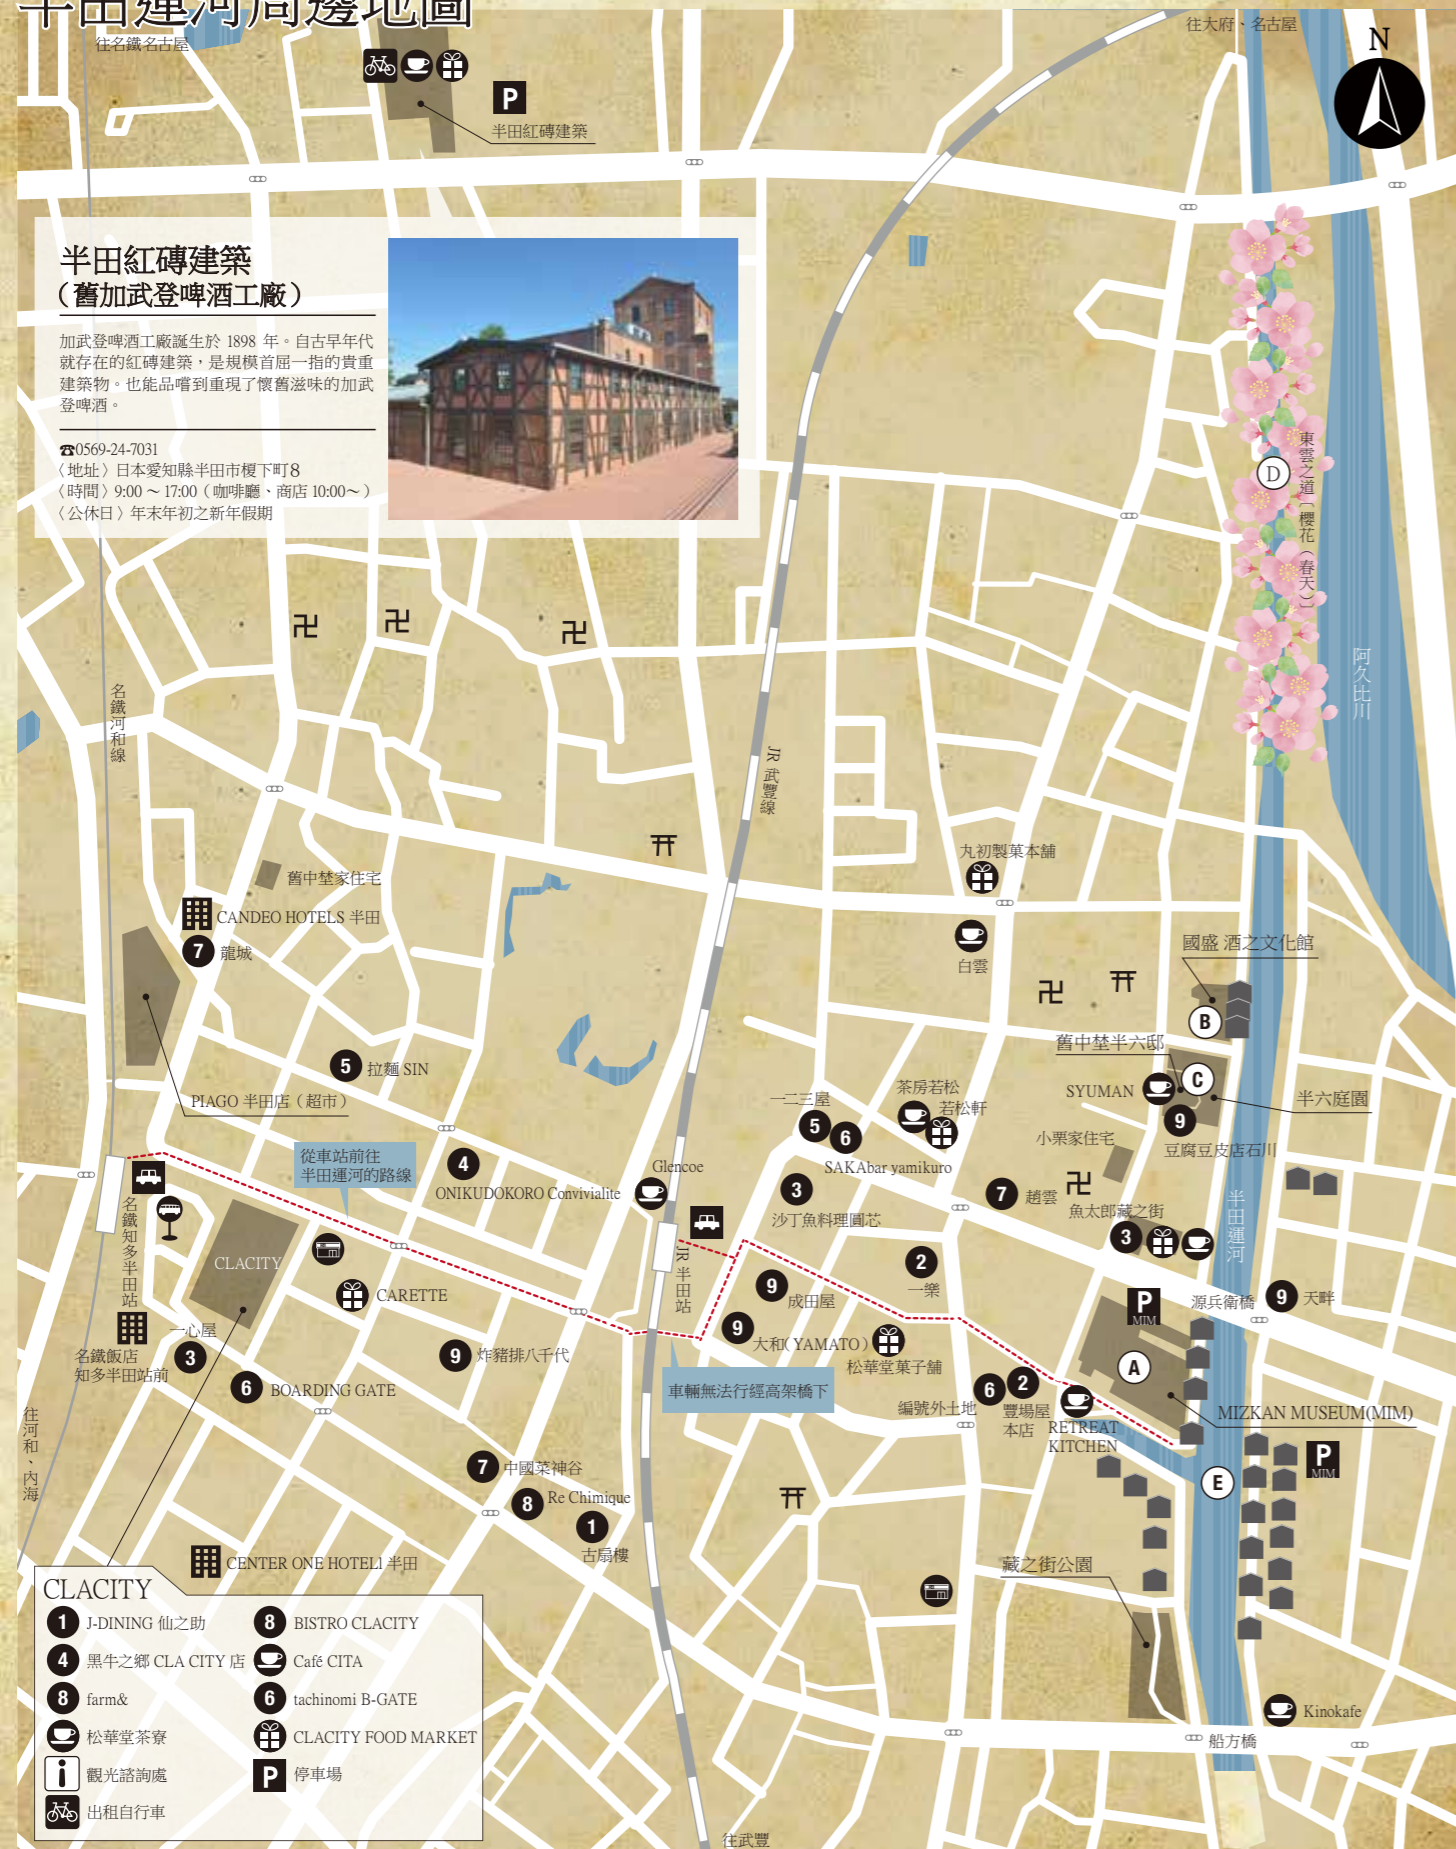 半田運河周邊地圖
往名鐵名古屋
往大府、名古屋
N
P
半田紅磚建築
半田紅磚建築
（舊加武登啤酒工廠）
加武登啤酒工廠誕生於 1898 年。自古早年代
就存在的紅磚建築，是規模首屈一指的貴重
建築物。也能品嚐到重現了懷舊滋味的加武
登啤酒。
☎0569-24-7031
〈地址〉日本愛知縣半田市榎下町8
〈時間〉9:00～17:00（咖啡廳、商店 10:00～）
〈公休日〉年末年初之新年假期
D
東雲之道〔櫻花（春天）〕
阿久比川
名鐵河和線
JR 武豐線
舊中埜家住宅
CANDEO HOTELS 半田
7 龍城
丸初製菓本舗
白雲
國盛 酒之文化館
B
舊中埜半六邸
C
SYUMAN
半六庭園
9
豆腐豆皮店石川
小栗家住宅
5 拉麵 SIN
PIAGO 半田店（超市）
從車站前往
半田運河的路線
4
ONIKUDOKORO Convivialite
Glencoe
一二三屋
5
6
SAKAbar yamikuro
茶房若松
若松軒
3
沙丁魚料理圓芯
7 趙雲
魚太郎藏之街
3
半田運河
名鐵知多半田站
CLACITY
CARETTE
JR 半田站
2
一樂
9
成田屋
9
大和( YAMATO)
松華堂菓子舗
P
MIM
源兵衛橋
9 天畔
A
名鐵飯店
知多半田站前
一心屋
3
6 BOARDING GATE
9 炸豬排八千代
車輛無法行經高架橋下
編號外土地
6
2
豐場屋
本店
RETREAT
KITCHEN
MIZKAN MUSEUM(MIM)
P
MIM
E
往河和、內海
7 中國菜神谷
8 Re Chimique
1
古扇樓
CENTER ONE HOTEL1 半田
藏之街公園
Kinokafe
船方橋
往武豐
CLACITY
1 J-DINING 仙之助
4 黑牛之鄉 CLA CITY 店
8 farm&
松華堂茶寮
i 觀光諮詢處
出租自行車
8 BISTRO CLACITY
Café CITA
6 tachinomi B-GATE
CLACITY FOOD MARKET
P 停車場